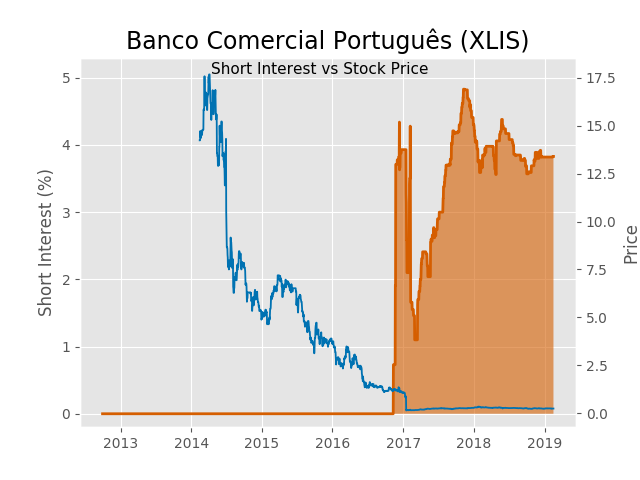 Banco Comercial Português (XLIS)
Short Interest vs Stock Price
5
4
3
2
1
0
Short Interest (%)
17.5
15.0
12.5
10.0
7.5
5.0
2.5
0.0
Price
2013 2014 2015 2016 2017 2018 2019